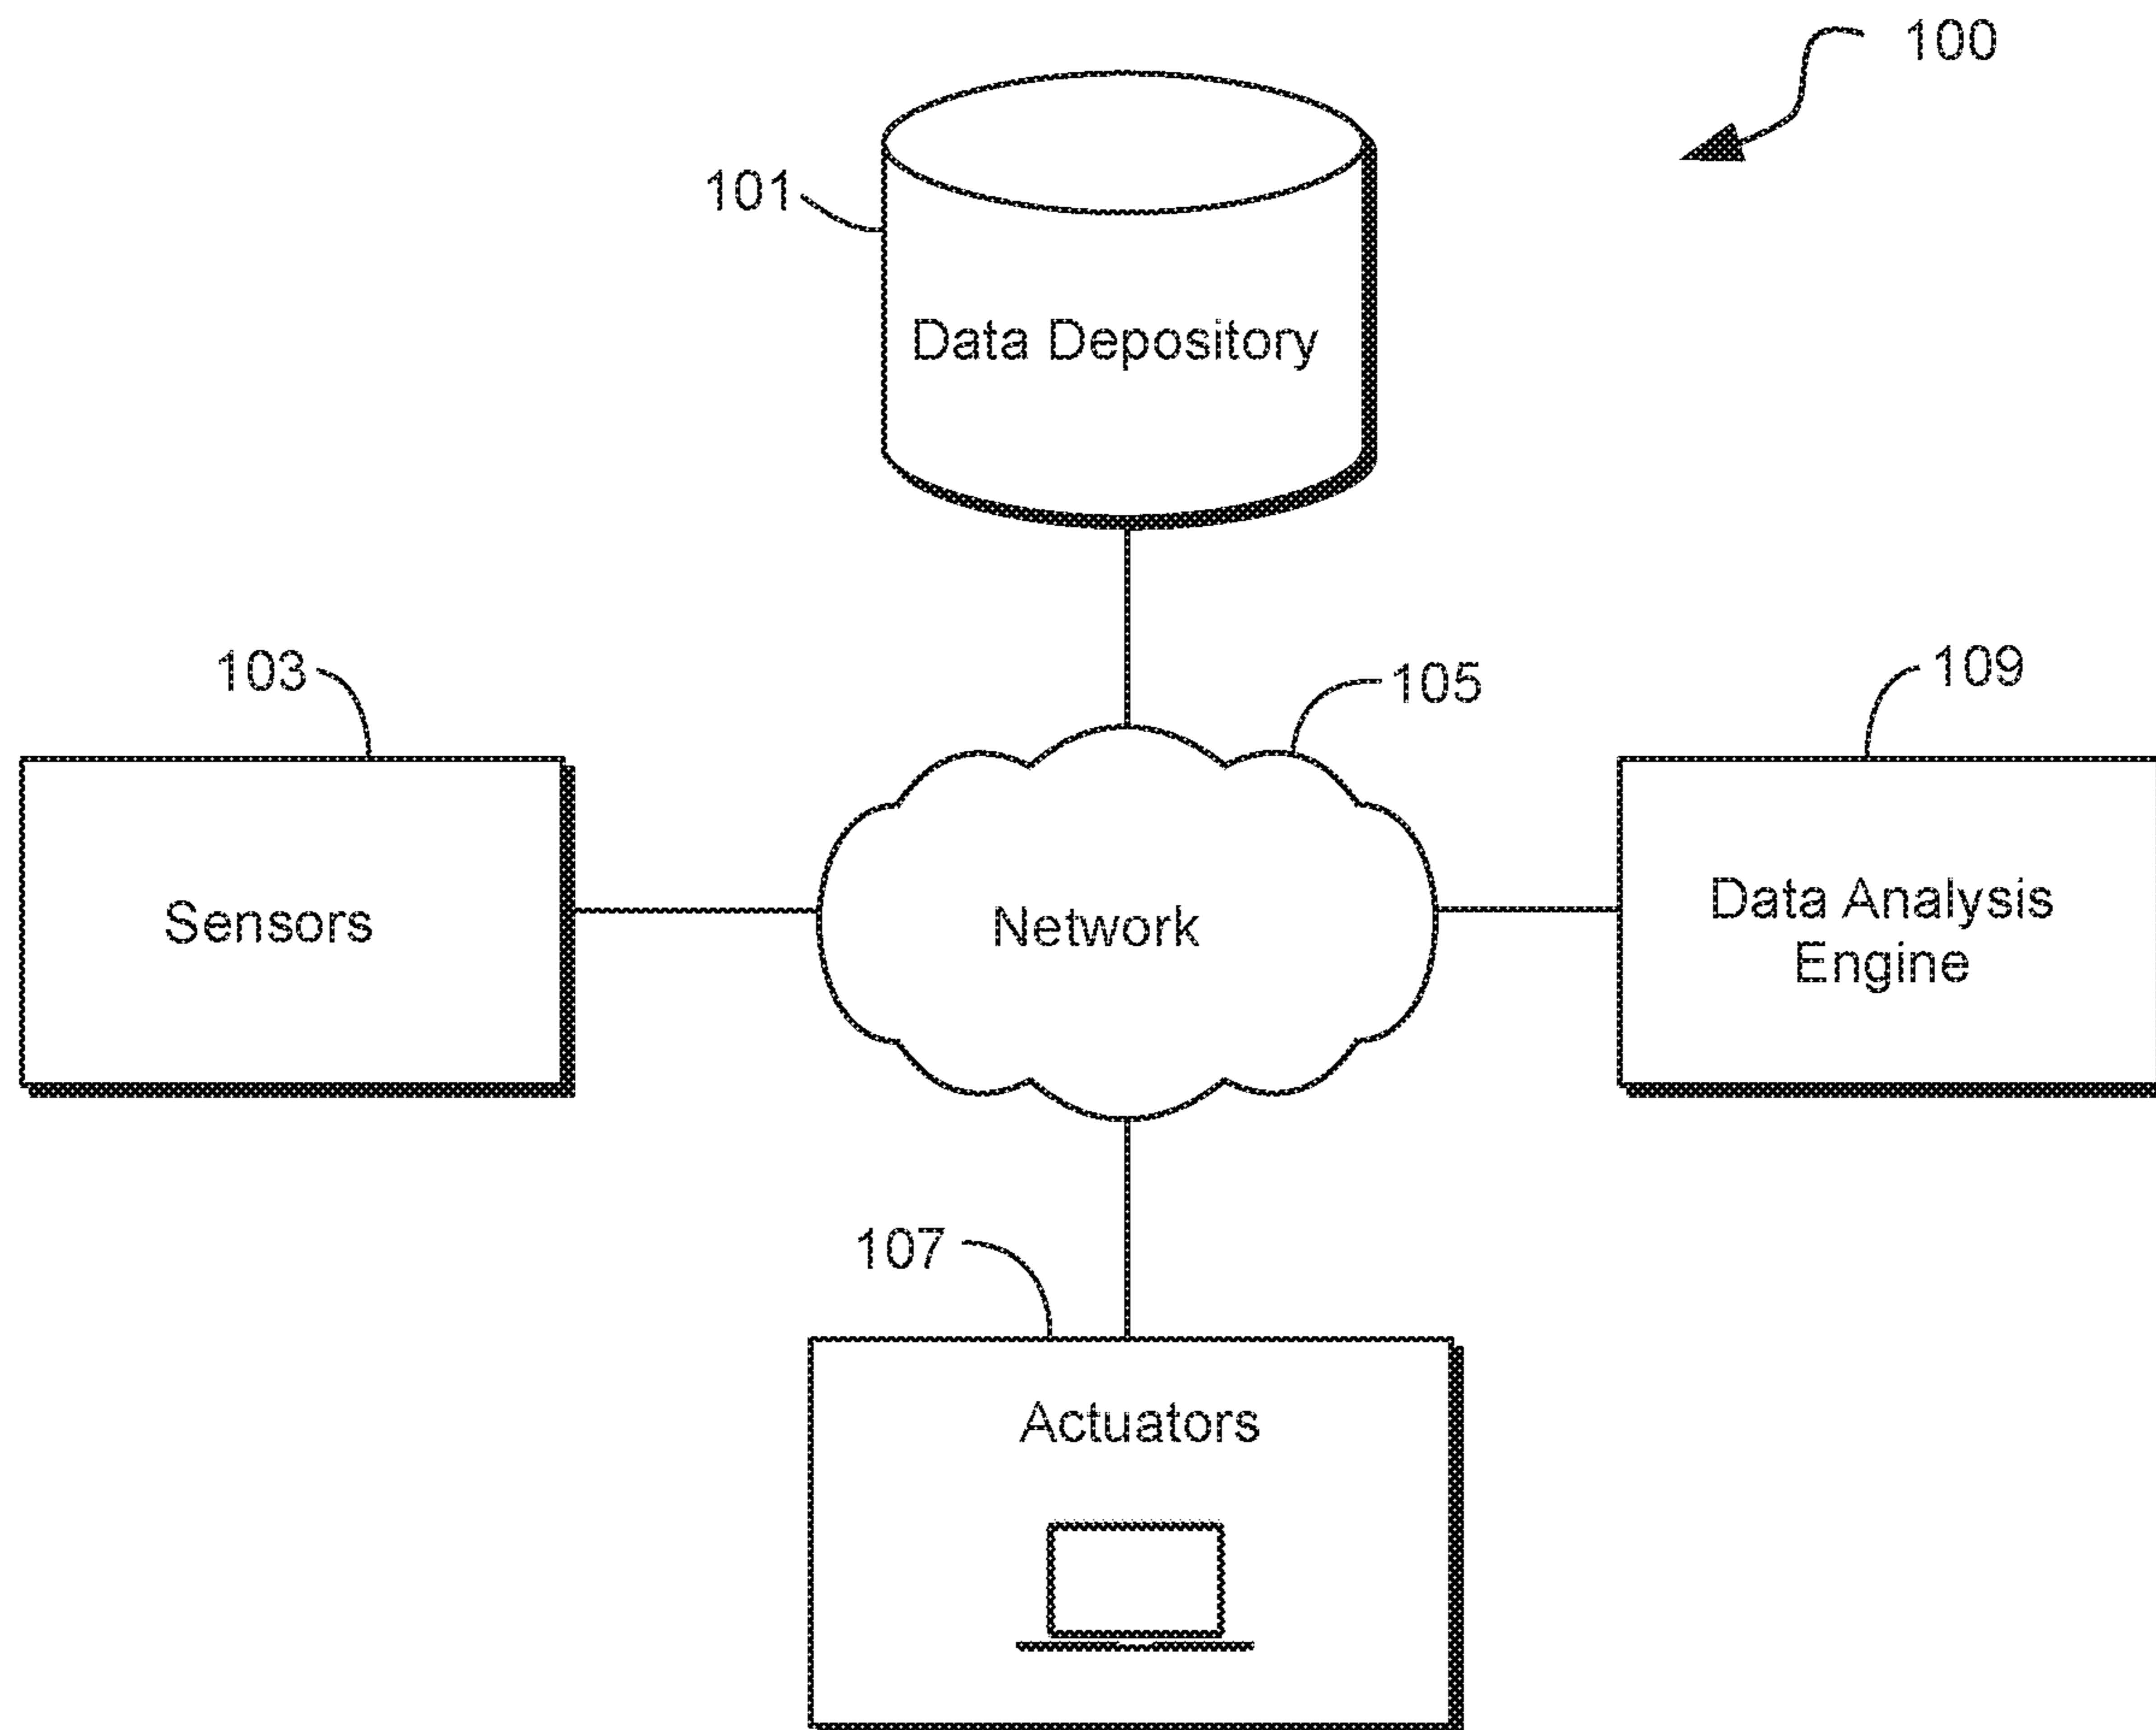 100
101
Data Depository
103
105
109
Sensors
Network
Data Analysis
Engine
107
Actuators